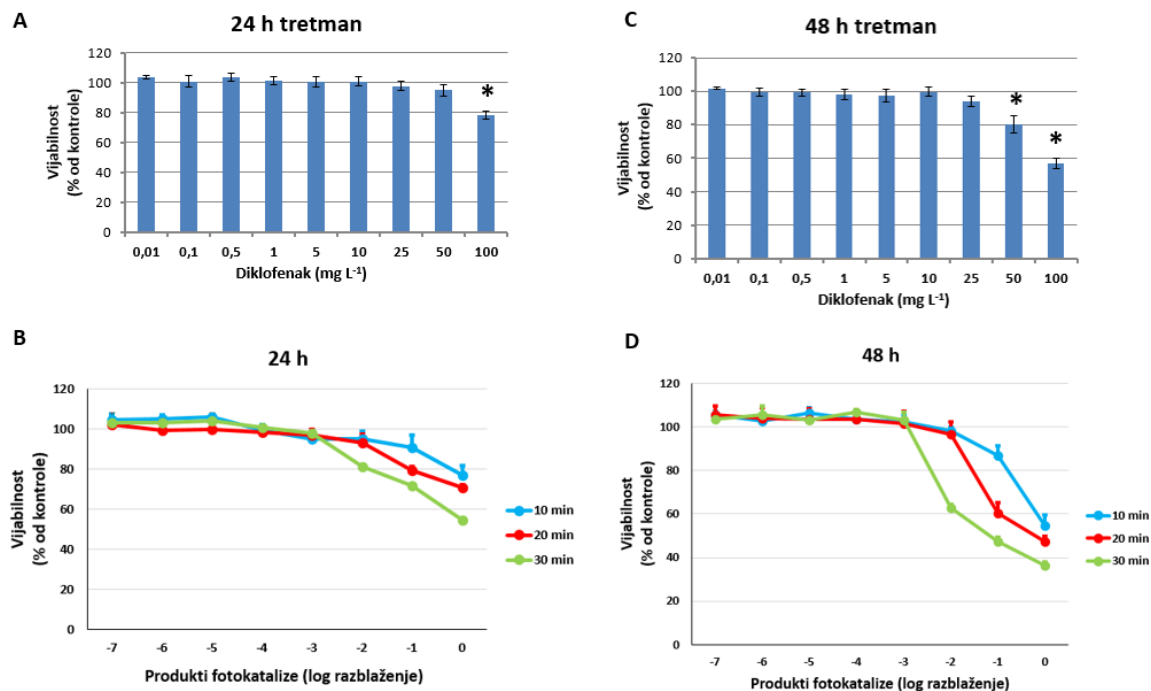 A
24 h tretman
Vijabilnost
(% od kontrole)
120
100
80
60
40
20
0
*
0,01 0,1 0,5 1 5 10 25 50 100
Diklofenak (mg L⁻¹)
C
48 h tretman
Vijabilnost
(% od kontrole)
120
100
80
60
40
20
0
*
*
0,01 0,1 0,5 1 5 10 25 50 100
Diklofenak (mg L⁻¹)
B
24 h
Vijabilnost
(% od kontrole)
120
100
80
60
40
20
0
-7 -6 -5 -4 -3 -2 -1 0
Produkti fotokatalize (log razblaženje)
10 min
20 min
30 min
D
48 h
Vijabilnost
(% od kontrole)
120
100
80
60
40
20
0
-7 -6 -5 -4 -3 -2 -1 0
Produkti fotokatalize (log razblaženje)
10 min
20 min
30 min